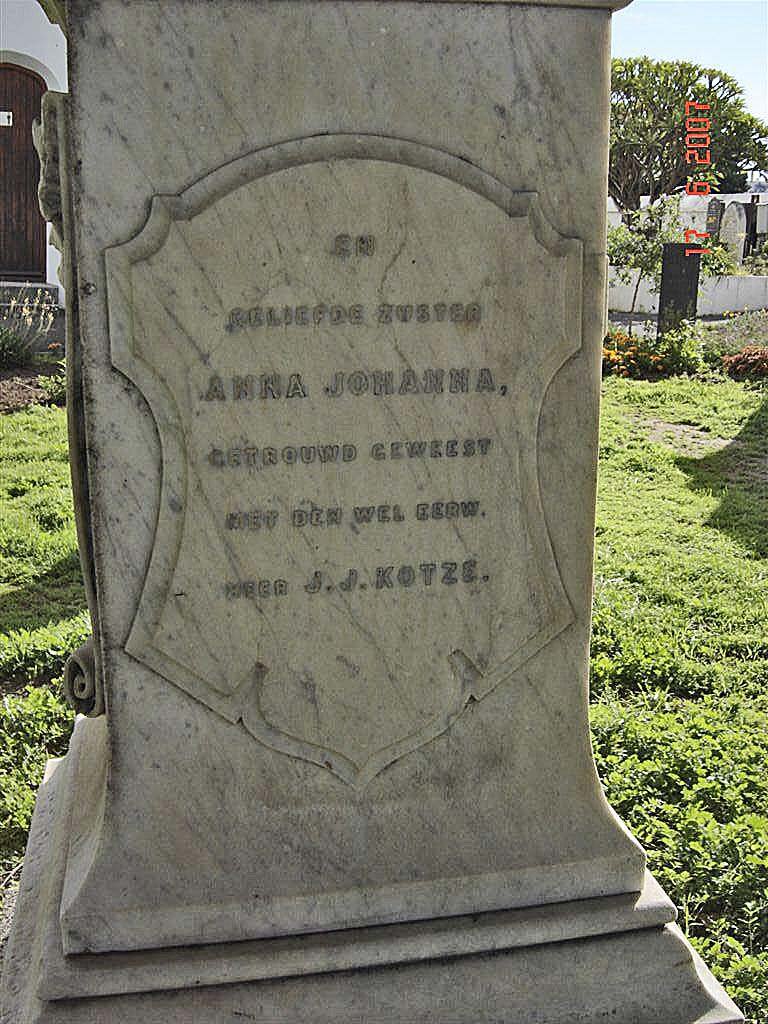 EN
GELIEFDE ZUSTER
ANNA JOHANNA,
GETROUWD GEWEEST
MET DEN WEL EERW.
HEER J. J. KOTZE.
17 6 2007